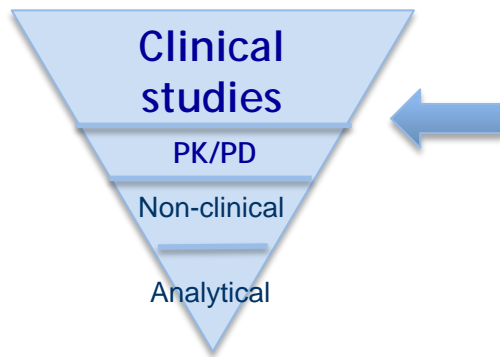 Clinical
studies
PK/PD
Non-clinical
Analytical